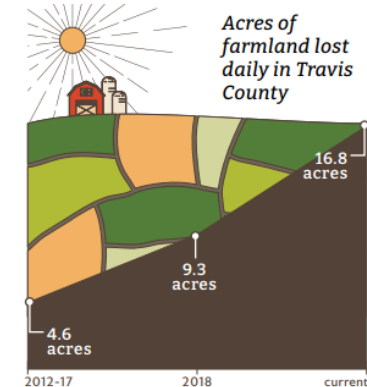 Acres of
farmland lost
daily in Travis
County
16.8
acres
9.3
acres
4.6
acres
2012-17
2018
current